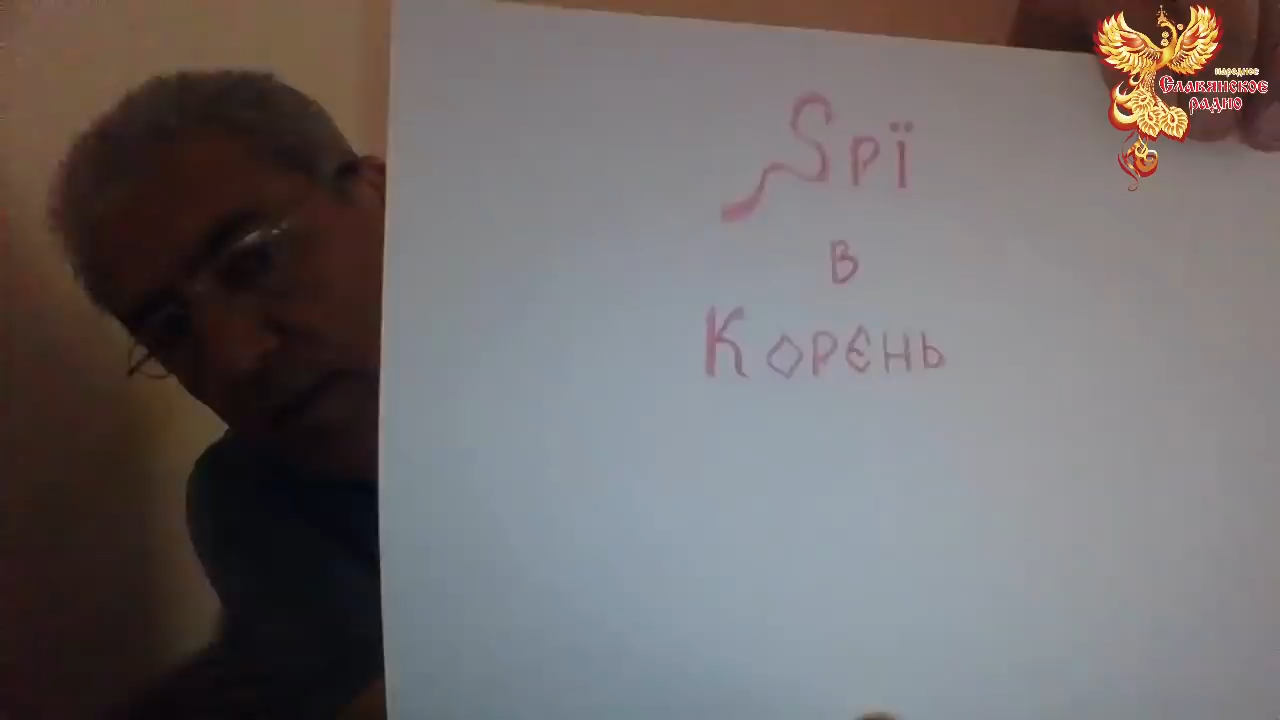 Ѕрї
в
Корєнь
народное
Славянское
радио